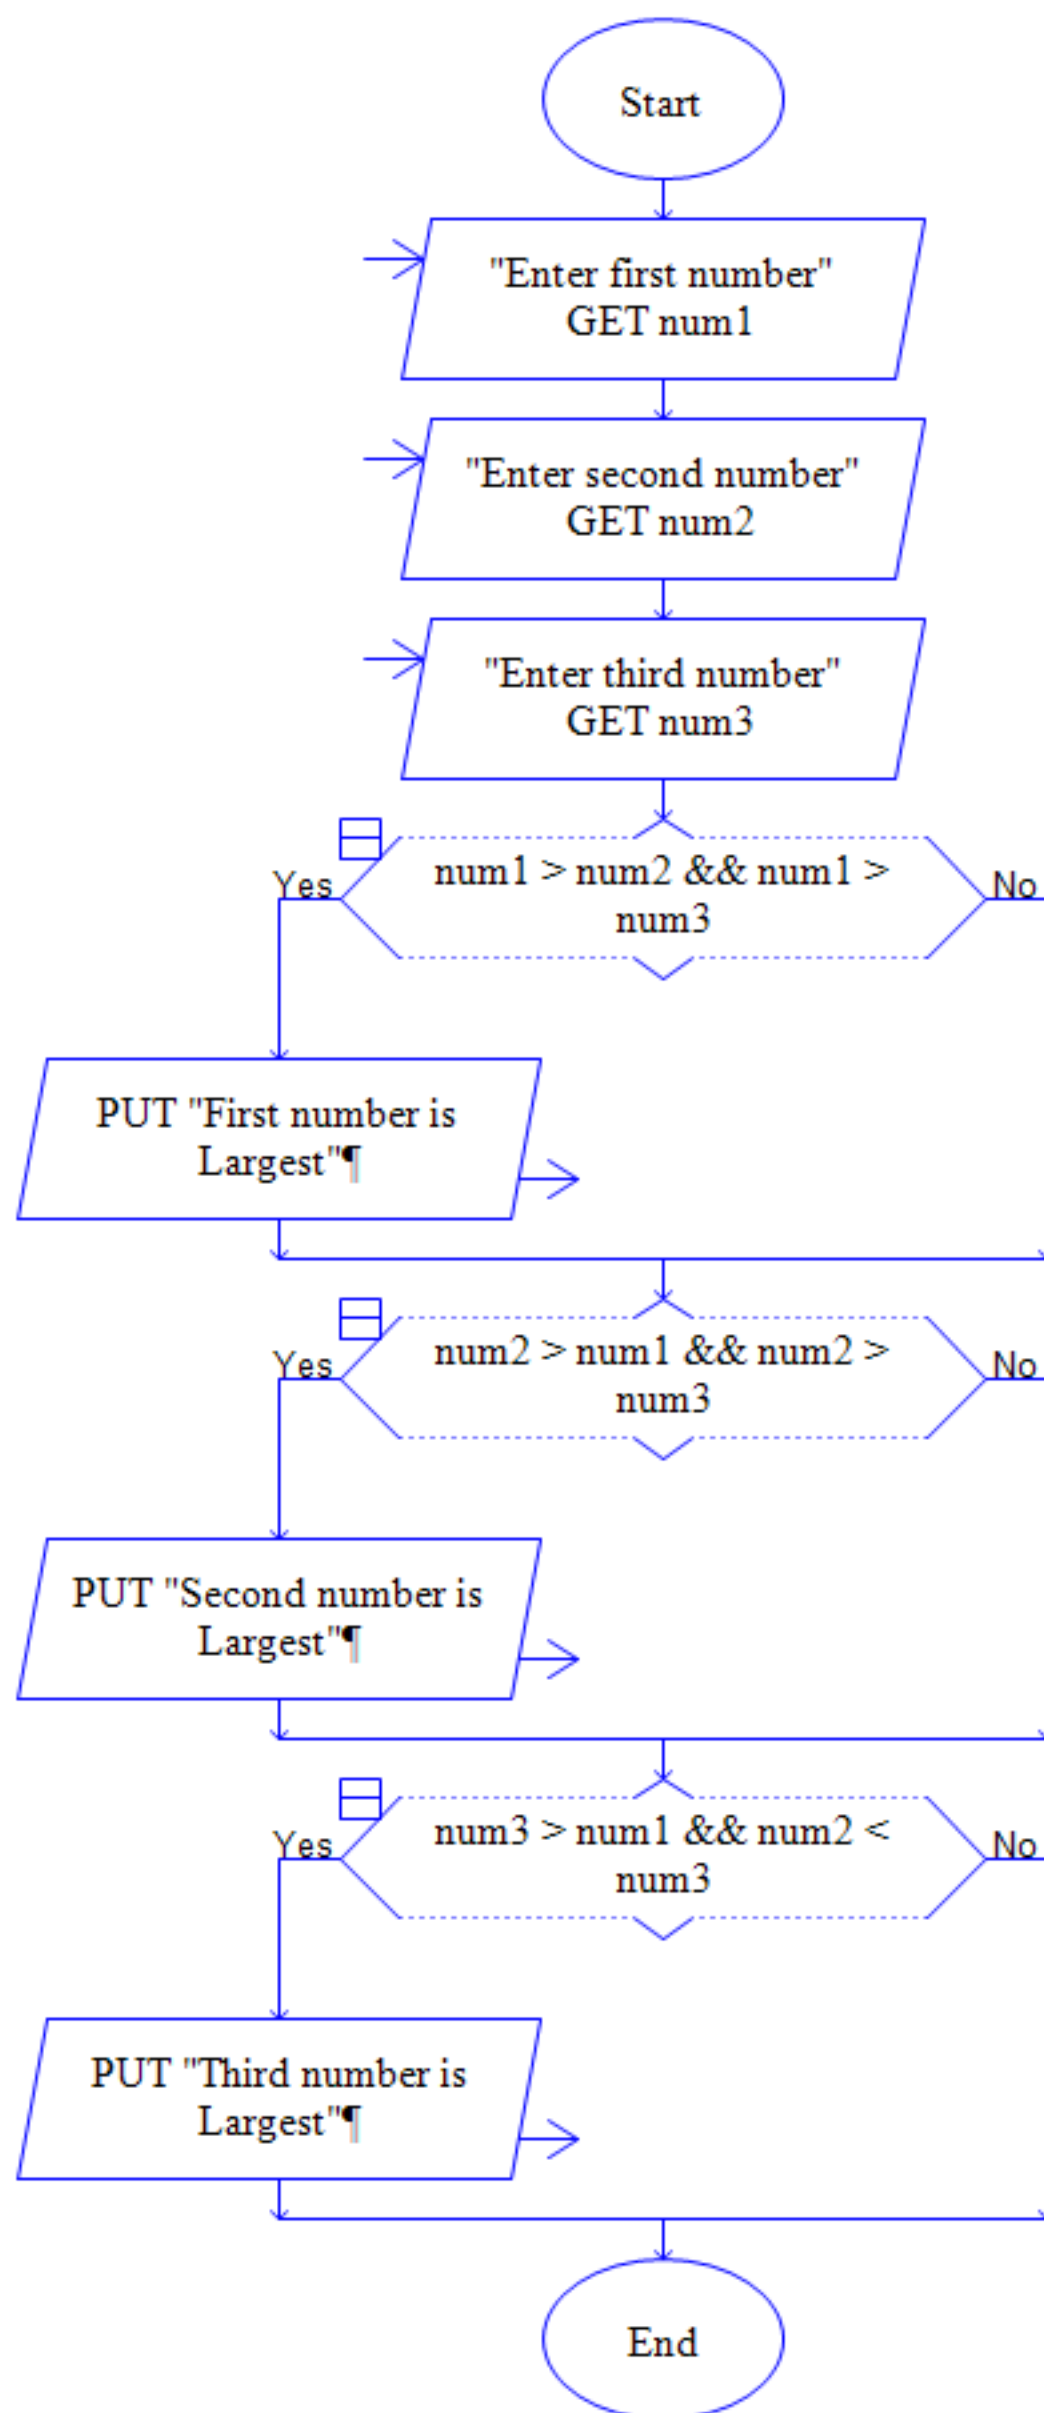 Start
"Enter first number"
GET num1
"Enter second number"
GET num2
"Enter third number"
GET num3
Yes
num1 > num2 && num1 >
num3
No
PUT "First number is
Largest"¶
Yes
num2 > num1 && num2 >
num3
No
PUT "Second number is
Largest"¶
Yes
num3 > num1 && num2 <
num3
No
PUT "Third number is
Largest"¶
End